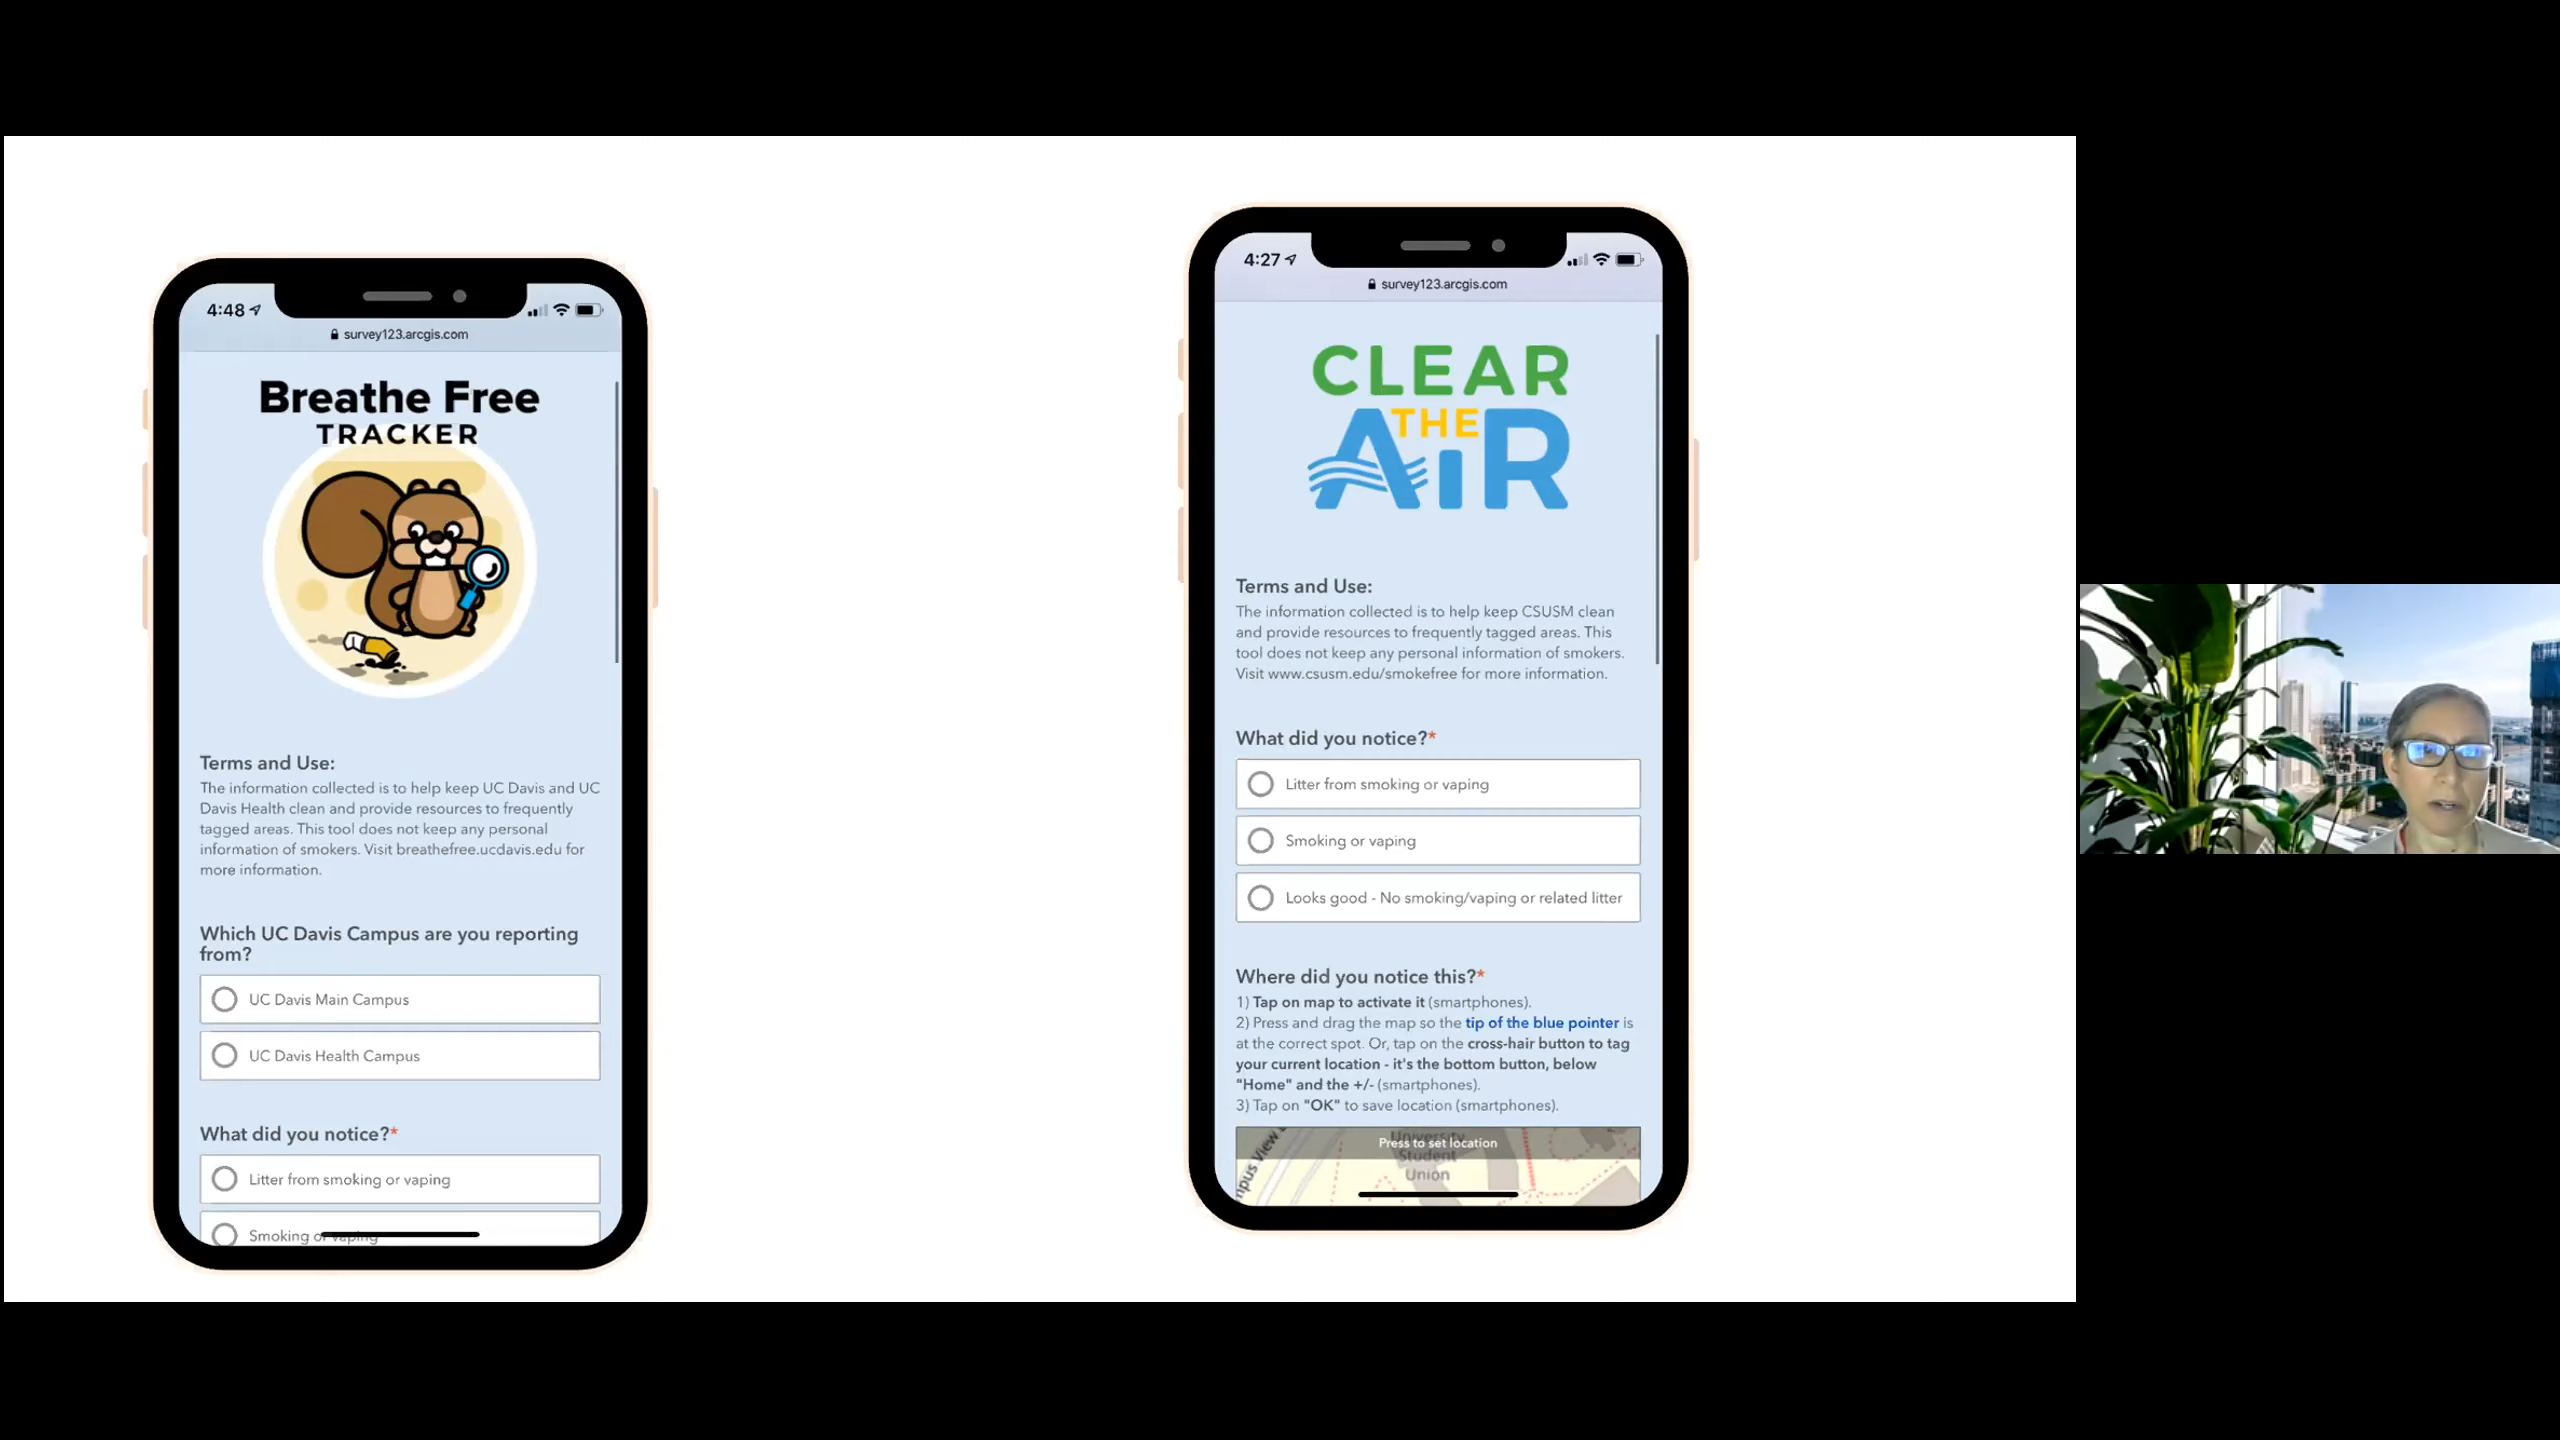 4:48
survey123.arcgis.com
Breathe Free
TRACKER
Terms and Use:
The information collected is to help keep UC Davis and UC
Davis Health clean and provide resources to frequently
tagged areas. This tool does not keep any personal
information of smokers. Visit breathefree.ucdavis.edu for
more information.
Which UC Davis Campus are you reporting
from?
UC Davis Main Campus
UC Davis Health Campus
What did you notice?*
Litter from smoking or vaping
Smoking or vaping
4:27
survey123.arcgis.com
CLEAR
THE
AiR
Terms and Use:
The information collected is to help keep CSUSM clean
and provide resources to frequently tagged areas. This
tool does not keep any personal information of smokers.
Visit www.csusm.edu/smokefree for more information.
What did you notice?*
Litter from smoking or vaping
Smoking or vaping
Looks good - No smoking/vaping or related litter
Where did you notice this?*
1) Tap on map to activate it (smartphones).
2) Press and drag the map so the tip of the blue pointer is
at the correct spot. Or, tap on the cross-hair button to tag
your current location - it's the bottom button, below
"Home" and the +/- (smartphones).
3) Tap on "OK" to save location (smartphones).
Press to set location
University
Student
Union
mpus View